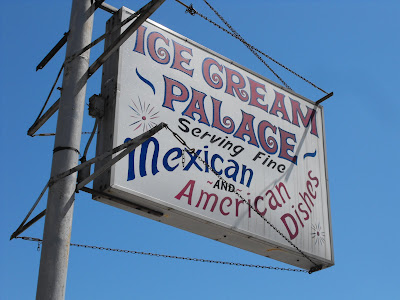 ICE CREAM
PALACE
Serving Fine
Mexican
-AND-
American Dishes